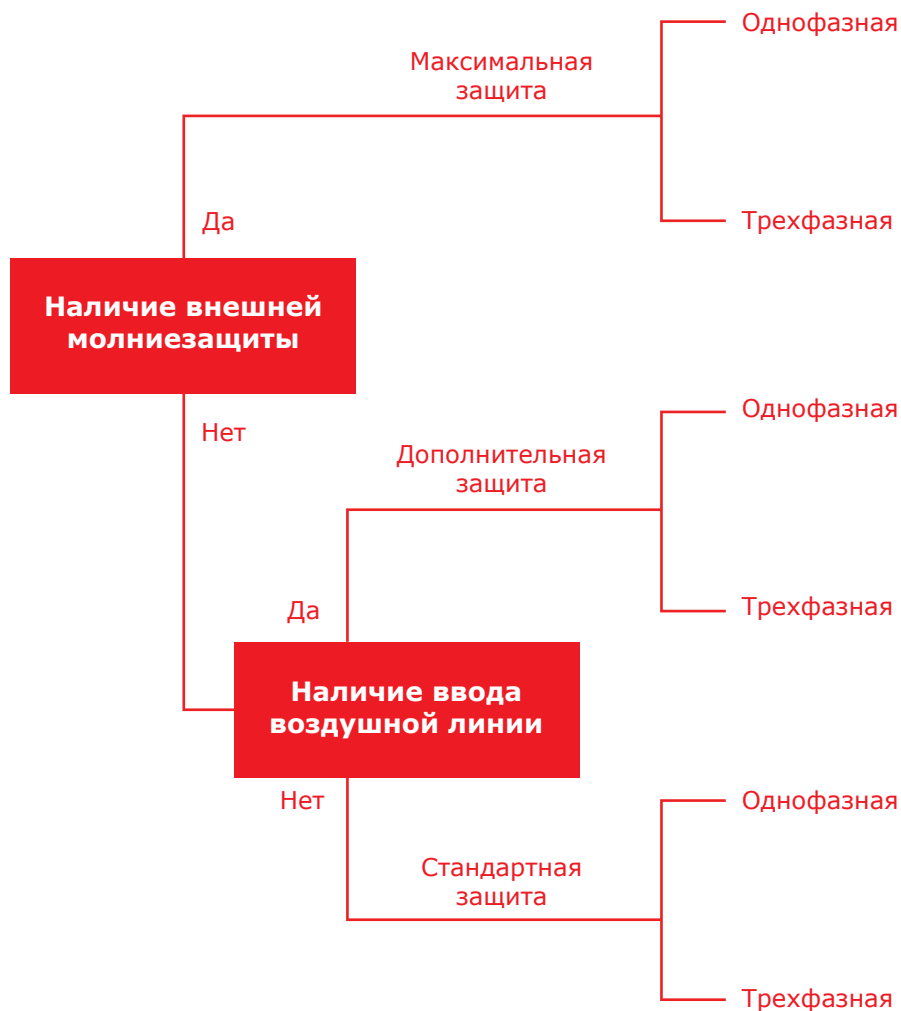 Однофазная
Максимальная
защита
Да
Трехфазная
Наличие внешней
молниезащиты
Однофазная
Нет
Дополнительная
защита
Да
Трехфазная
Наличие ввода
воздушной линии
Нет
Однофазная
Стандартная
защита
Трехфазная